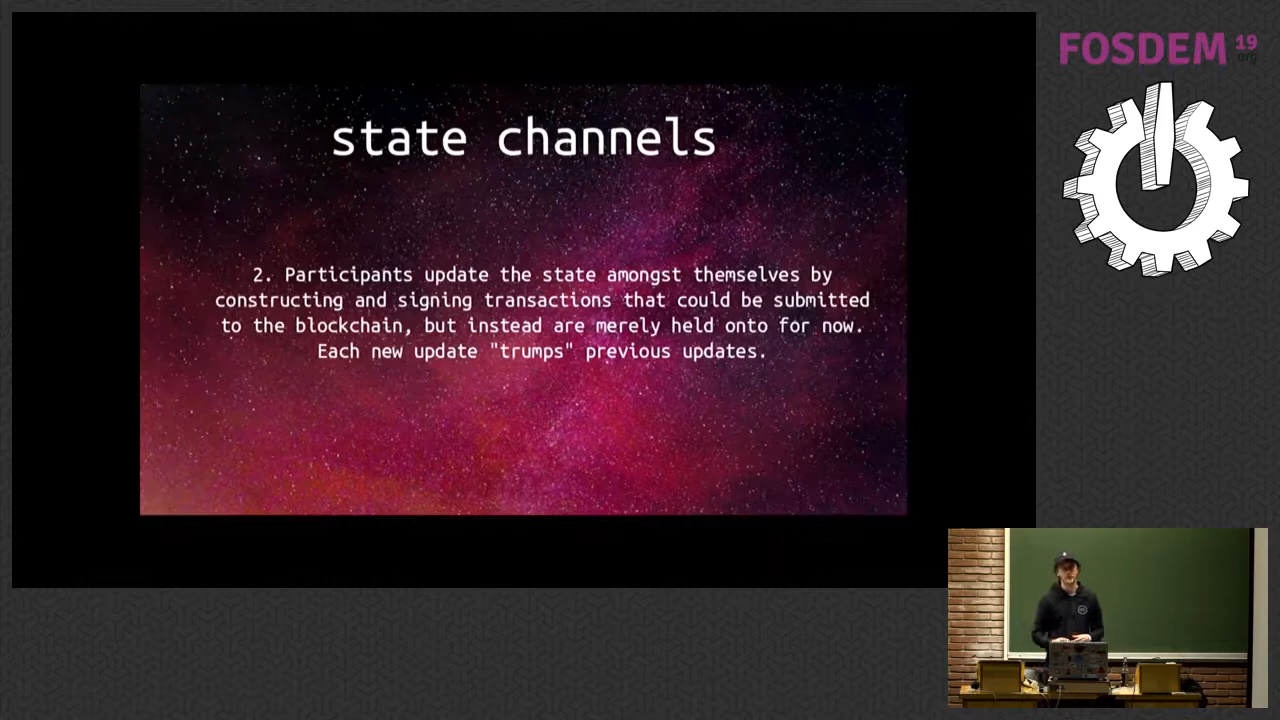 FOSDEM 19
.org
state channels
2. Participants update the state amongst themselves by
constructing and signing transactions that could be submitted
to the blockchain, but instead are merely held onto for now.
Each new update "trumps" previous updates.